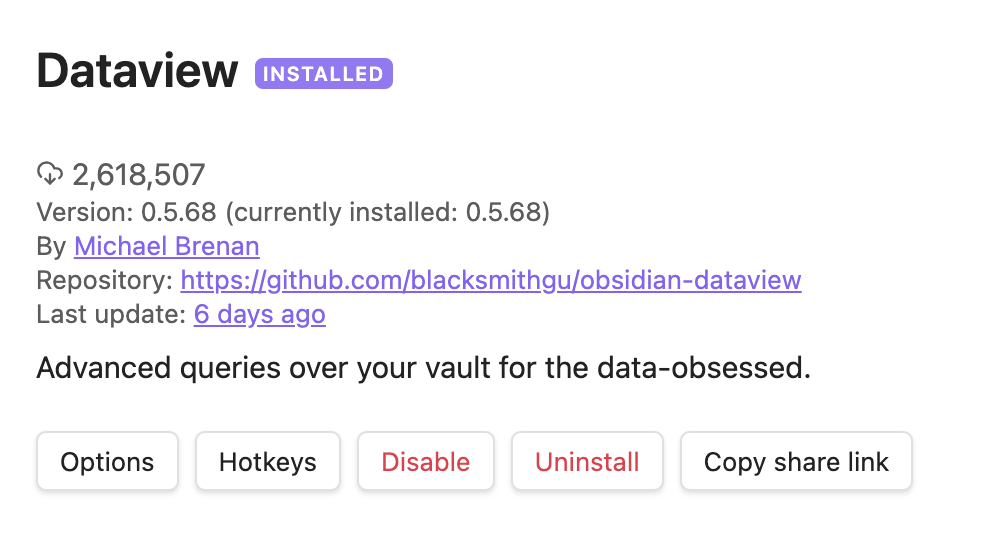 Dataview INSTALLED
2,618,507
Version: 0.5.68 (currently installed: 0.5.68)
By Michael Brenan
Repository: https://github.com/blacksmithgu/obsidian-dataview
Last update: 6 days ago
Advanced queries over your vault for the data-obsessed.
Options Hotkeys Disable Uninstall Copy share link